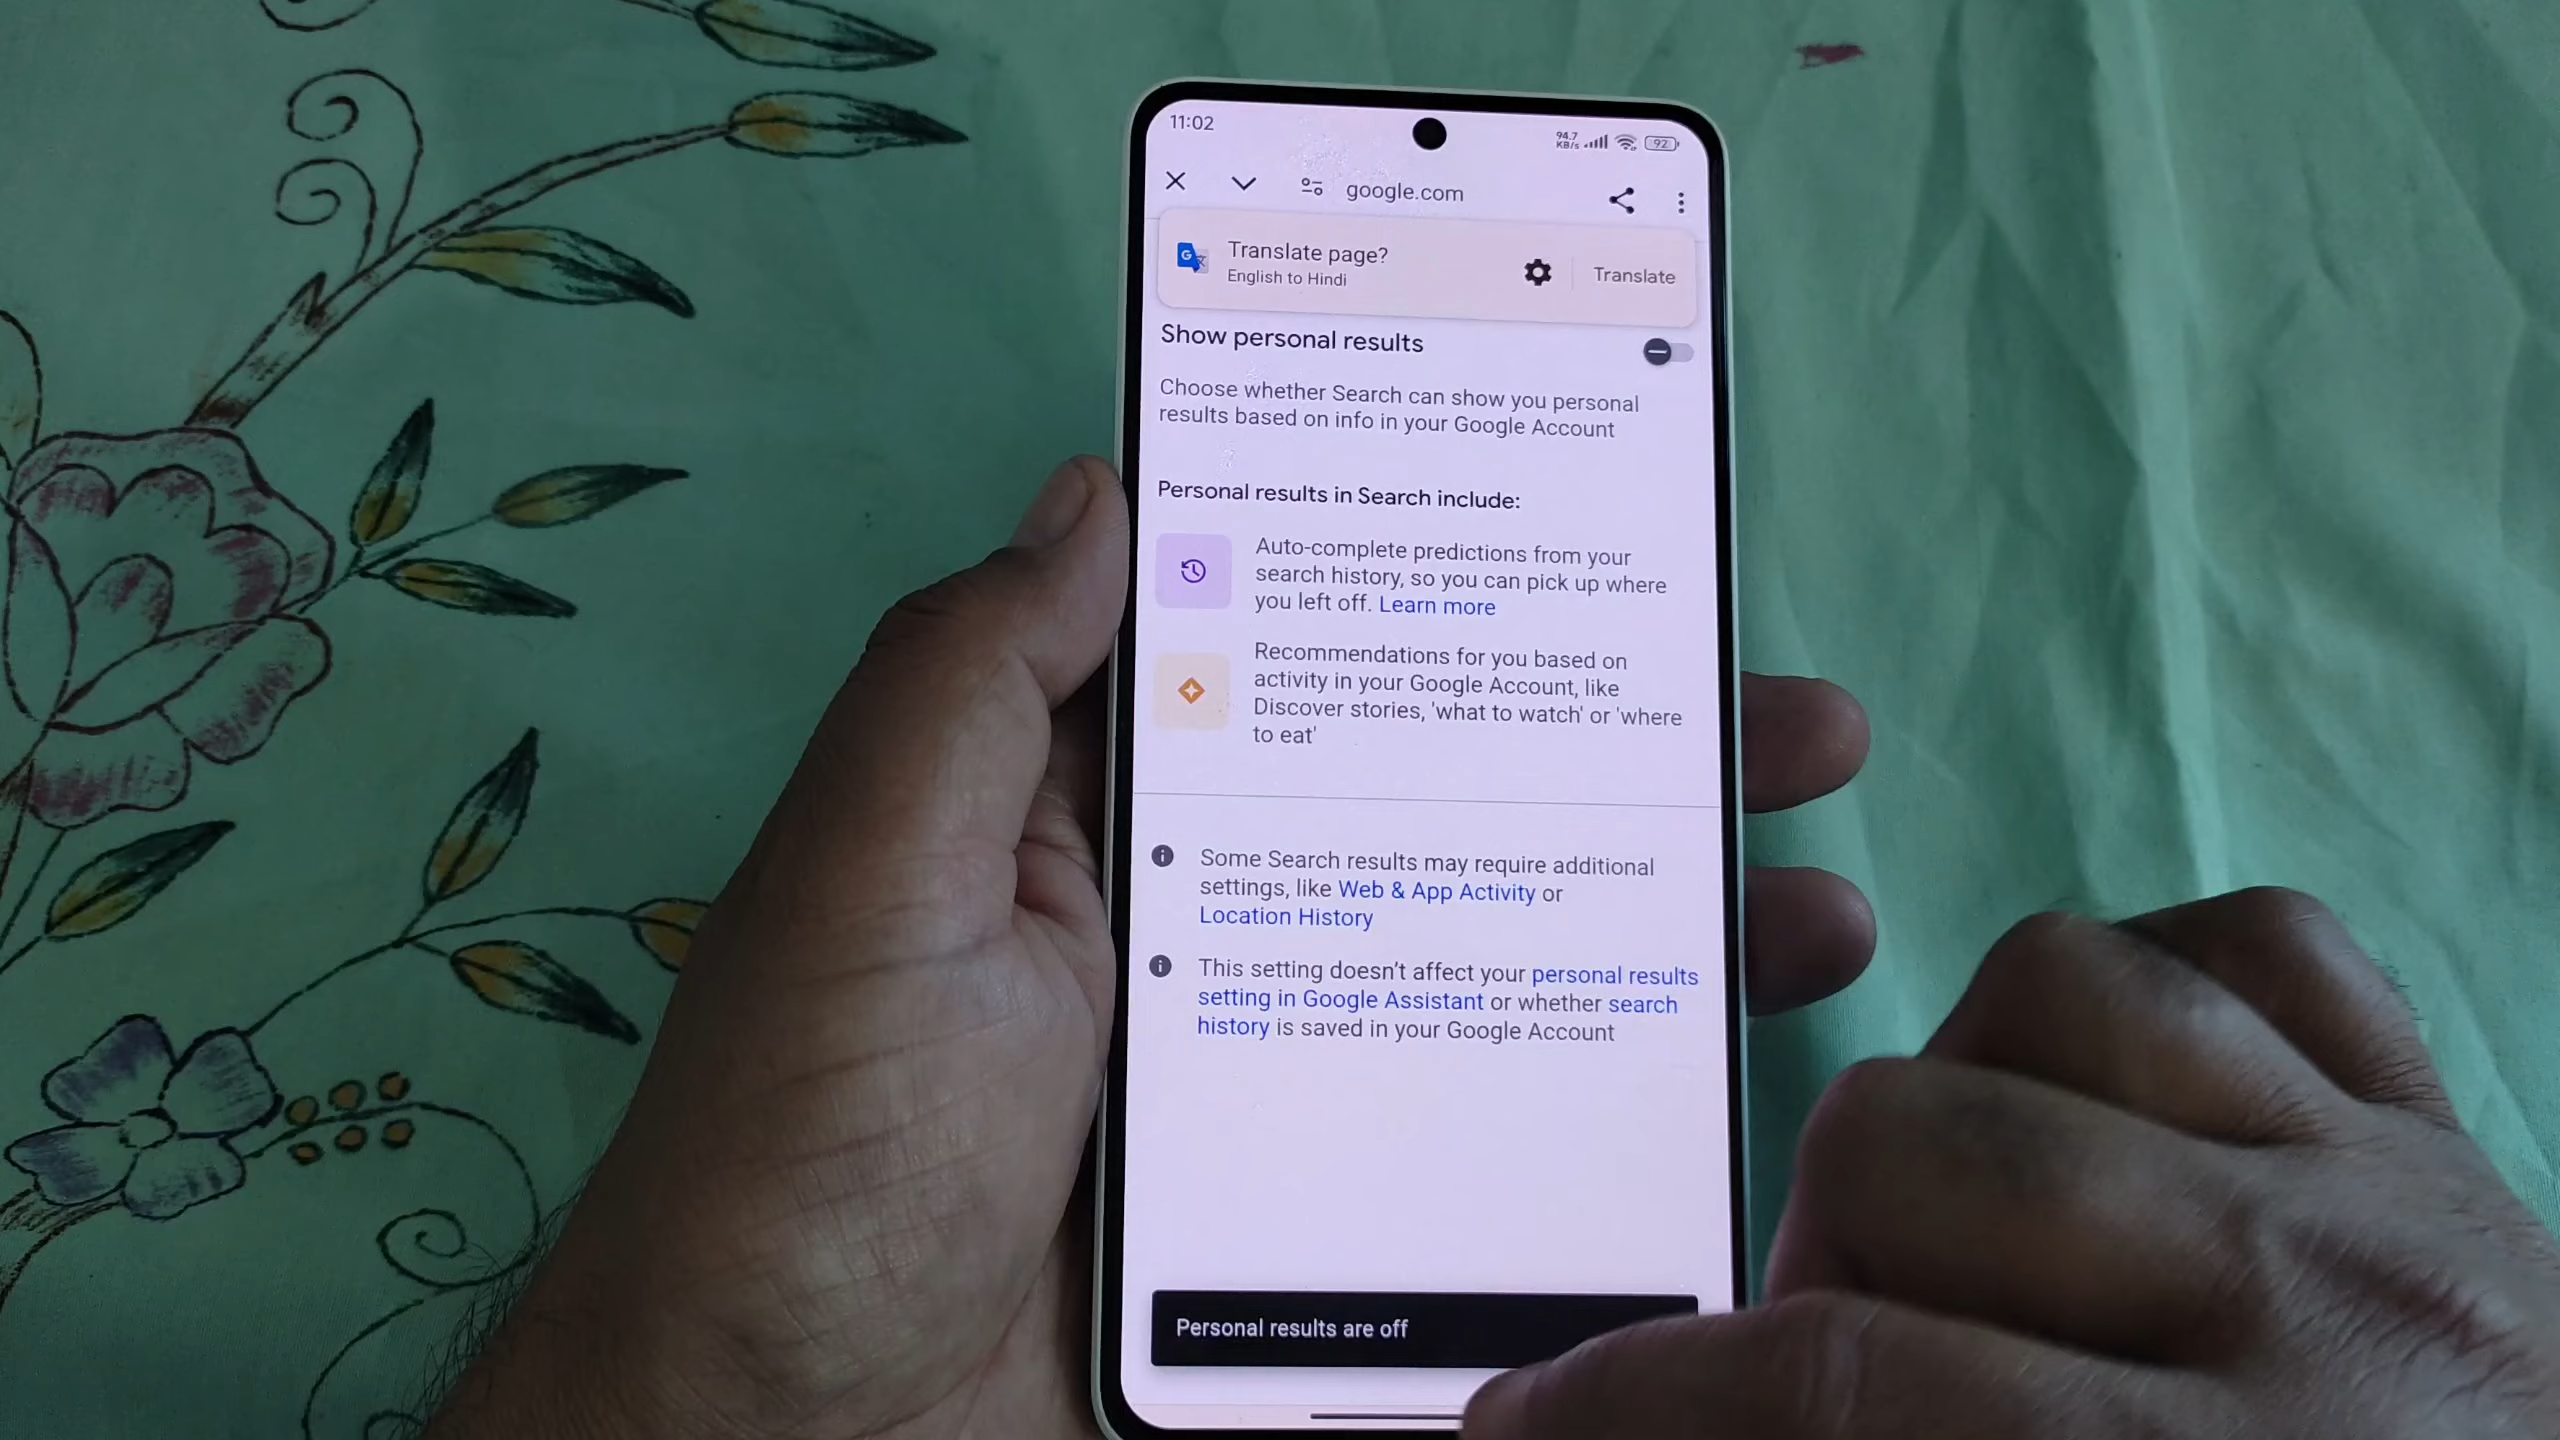 11:02
94.7
KB/s
92
google.com
Translate page?
English to Hindi
Translate
Show personal results
Choose whether Search can show you personal
results based on info in your Google Account
Personal results in Search include:
Auto-complete predictions from your
search history, so you can pick up where
you left off. Learn more
Recommendations for you based on
activity in your Google Account, like
Discover stories, 'what to watch' or 'where
to eat'
Some Search results may require additional
settings, like Web & App Activity or
Location History
This setting doesn’t affect your personal results
setting in Google Assistant or whether search
history is saved in your Google Account
Personal results are off